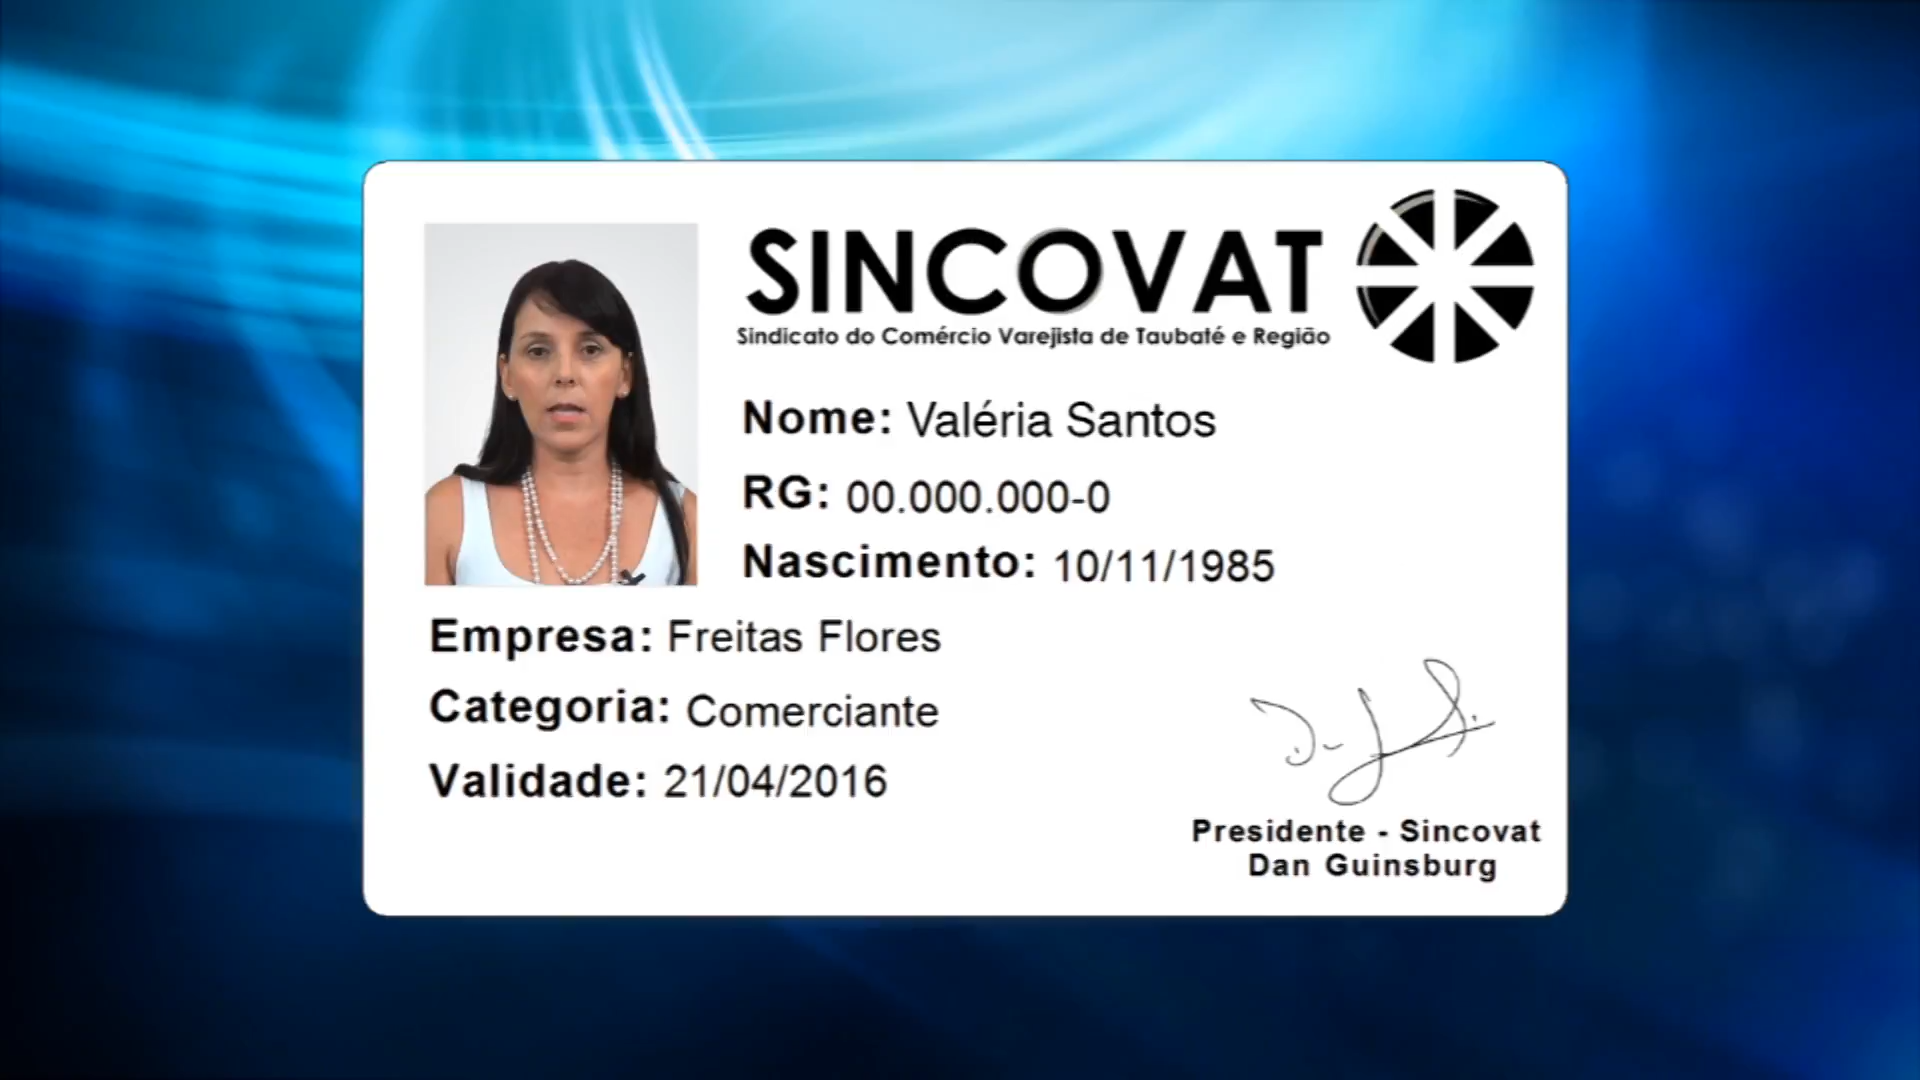 SINCOVAT
Sindicato do Comércio Varejista de Taubaté e Região
Nome: Valéria Santos
RG: 00.000.000-0
Nascimento: 10/11/1985
Empresa: Freitas Flores
Categoria: Comerciante
Validade: 21/04/2016
Presidente - Sincovat
Dan Guinsburg